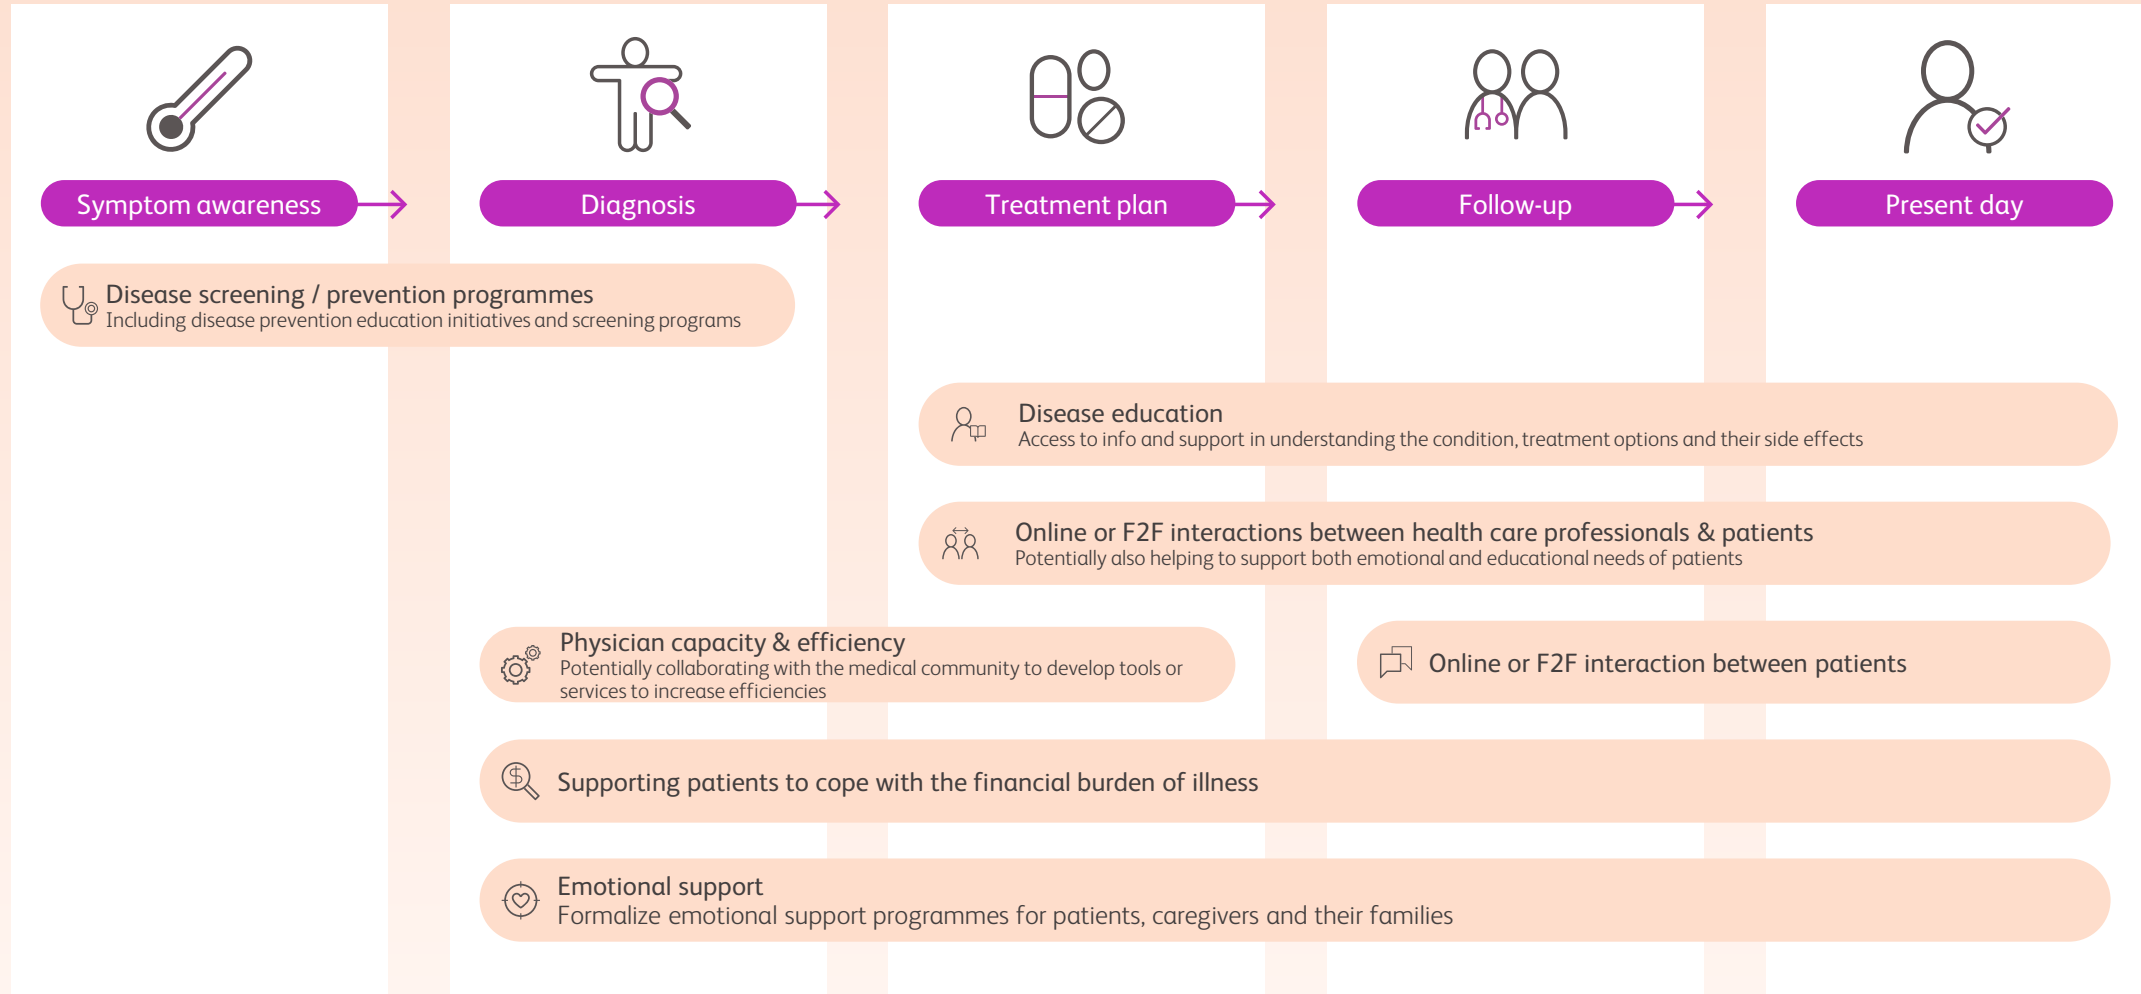 Symptom awareness
Diagnosis
Treatment plan
Follow-up
Present day
Disease screening / prevention programmes
Including disease prevention education initiatives and screening programs
Disease education
Access to info and support in understanding the condition, treatment options and their side effects
Online or F2F interactions between health care professionals & patients
Potentially also helping to support both emotional and educational needs of patients
Physician capacity & efficiency
Potentially collaborating with the medical community to develop tools or
services to increase efficiencies
Online or F2F interaction between patients
Supporting patients to cope with the financial burden of illness
Emotional support
Formalize emotional support programmes for patients, caregivers and their families